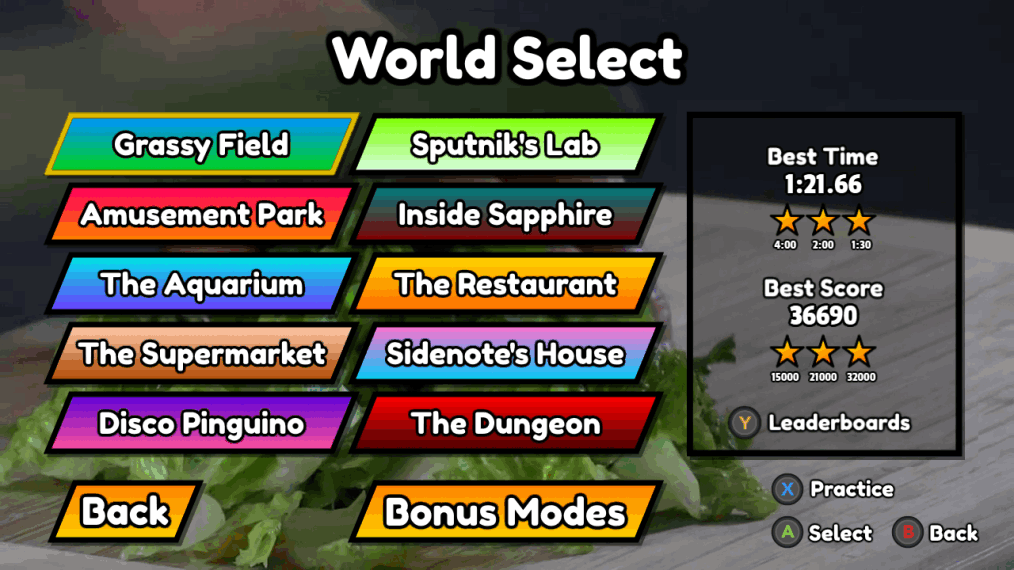 World Select
Grassy Field
Sputnik's Lab
Amusement Park
Inside Sapphire
The Aquarium
The Restaurant
The Supermarket
Sidenote's House
Disco Pinguino
The Dungeon
Back
Bonus Modes
Best Time
1:21.66
4:00 2:00 1:30
Best Score
36690
15000 21000 32000
Y Leaderboards
X Practice
A Select B Back